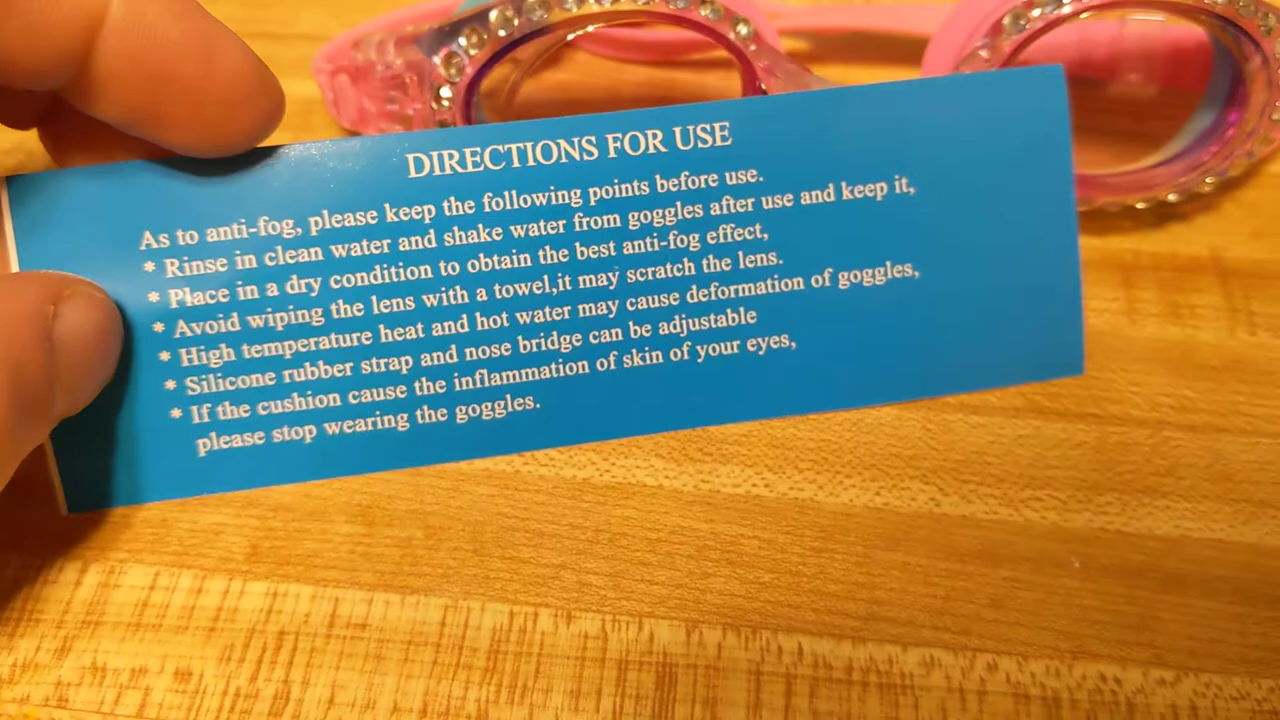 DIRECTIONS FOR USE
As to anti-fog, please keep the following points before use.
* Rinse in clean water and shake water from goggles after use and keep it,
* Place in a dry condition to obtain the best anti-fog effect,
* Avoid wiping the lens with a towel,it may scratch the lens.
* High temperature heat and hot water may cause deformation of goggles,
* Silicone rubber strap and nose bridge can be adjustable
* If the cushion cause the inflammation of skin of your eyes,
please stop wearing the goggles.